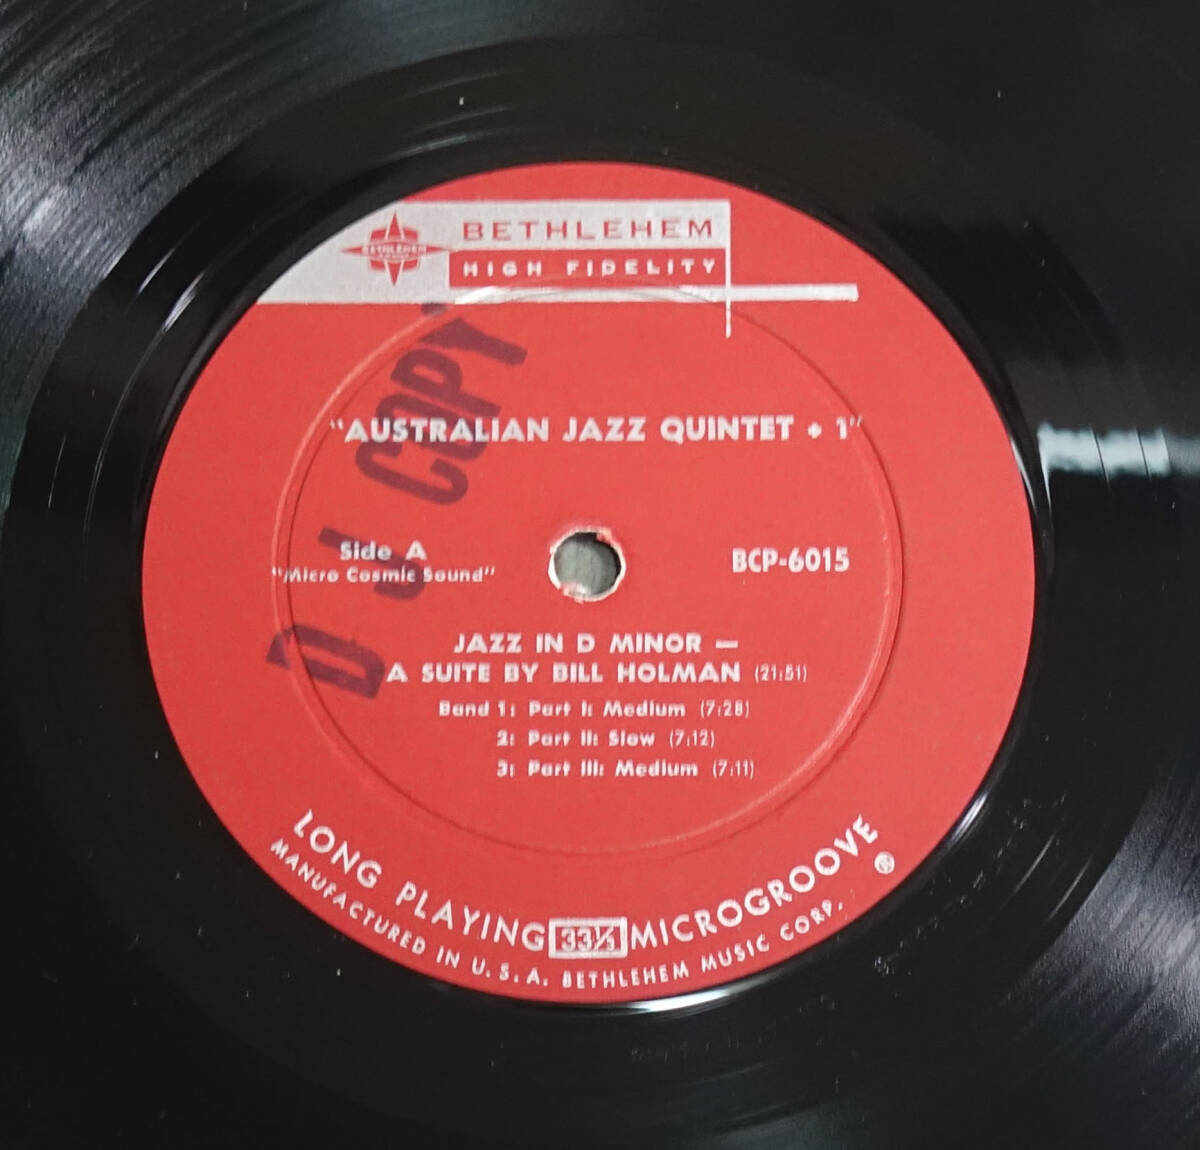 BETHLEHEM
BETHLEHEM
HIGH FIDELITY
DJ COPY
"AUSTRALIAN JAZZ QUINTET + 1"
Side A
"Micro Cosmic Sound"
BCP-6015
JAZZ IN D MINOR —
A SUITE BY BILL HOLMAN (21:51)
Band 1: Part I: Medium (7:28)
2: Part II: Slow (7:12)
3: Part III: Medium (7:11)
LONG PLAYING 33⅓ MICROGROOVE ®
MANUFACTURED IN U.S.A. BETHLEHEM MUSIC CORP.